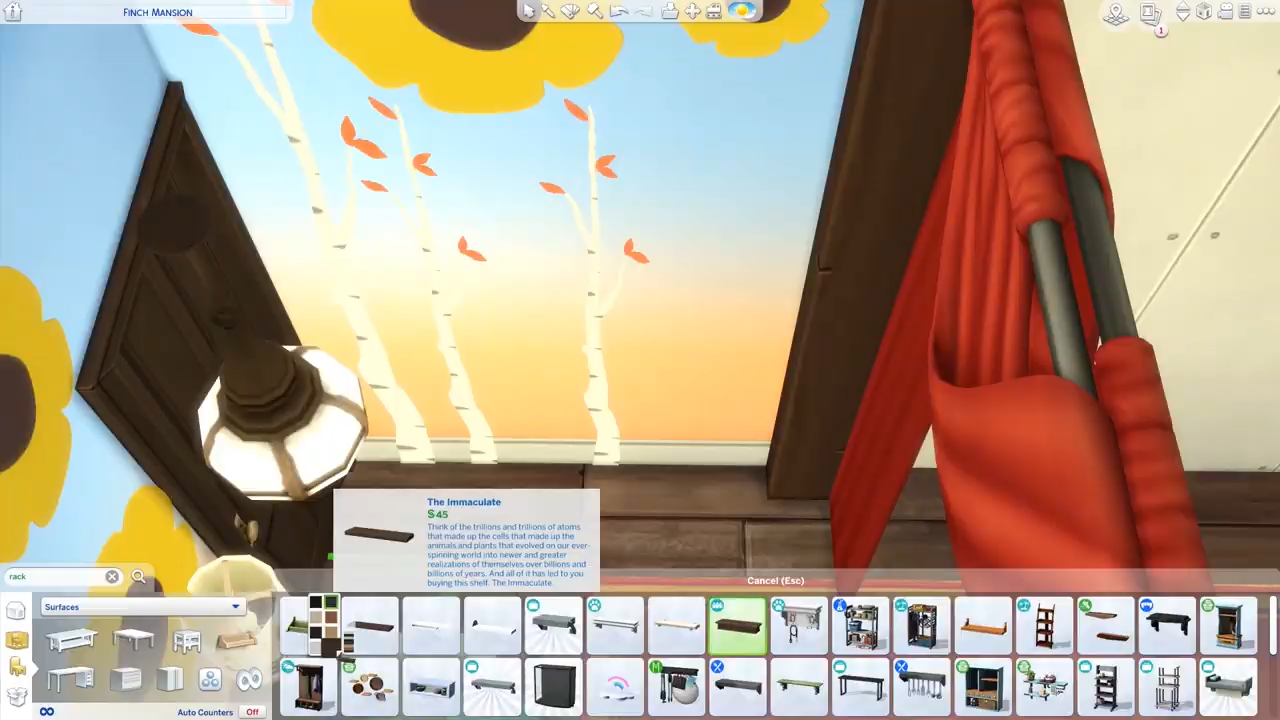 FINCH MANSION
1
The Immaculate
§45
Think of the trillions and trillions of atoms
that made up the cells that made up the
animals and plants that evolved on our ever-
spinning world into newer and greater
realizations of themselves over billions and
billions of years. And all of it has led to you
buying this shelf. The Immaculate.
Cancel (Esc)
rack
Surfaces
Auto Counters
Off